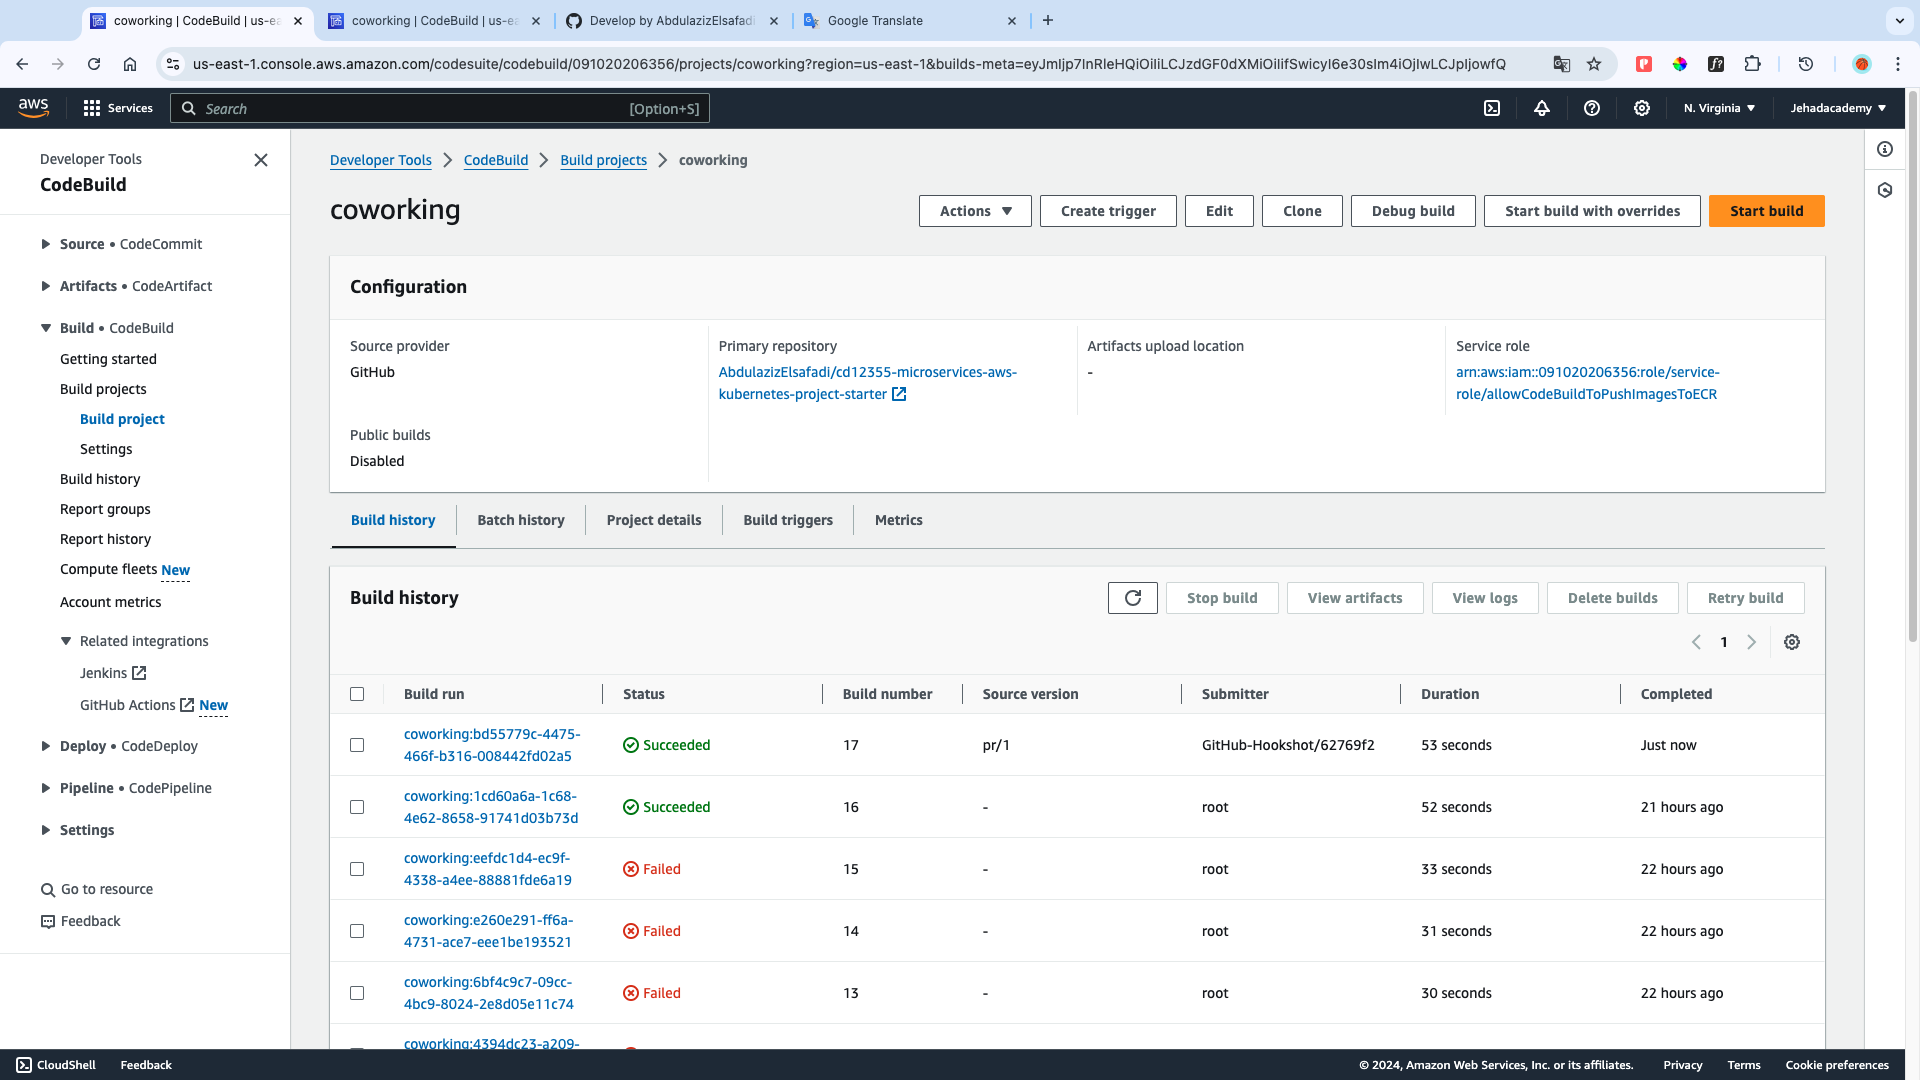 coworking | CodeBuild | us-ea
coworking | CodeBuild | us-ea
Develop by AbdulazizElsafadi
Google Translate
us-east-1.console.aws.amazon.com/codesuite/codebuild/091020206356/projects/coworking?region=us-east-1&builds-meta=eyJmIjp7InRleHQiOiIiLCJzdGF0dXMiOiIifSwicyI6e30sIm4iOjIwLCJpIjowfQ
aws
Services
Search
[Option+S]
N. Virginia
Jehadacademy
Developer Tools
CodeBuild
Source • CodeCommit
Artifacts • CodeArtifact
Build • CodeBuild
Getting started
Build projects
Build project
Settings
Build history
Report groups
Report history
Compute fleets New
Account metrics
Related integrations
Jenkins
GitHub Actions New
Deploy • CodeDeploy
Pipeline • CodePipeline
Settings
Go to resource
Feedback
Developer Tools
CodeBuild
Build projects
coworking
coworking
Actions
Create trigger
Edit
Clone
Debug build
Start build with overrides
Start build
Configuration
Source provider
GitHub
Primary repository
AbdulazizElsafadi/cd12355-microservices-aws-
kubernetes-project-starter
Artifacts upload location
-
Service role
arn:aws:iam::091020206356:role/service-
role/allowCodeBuildToPushImagesToECR
Public builds
Disabled
Build history
Batch history
Project details
Build triggers
Metrics
Build history
Stop build
View artifacts
View logs
Delete builds
Retry build
1
Build run
Status
Build number
Source version
Submitter
Duration
Completed
coworking:bd55779c-4475-
466f-b316-008442fd02a5
Succeeded
17
pr/1
GitHub-Hookshot/62769f2
53 seconds
Just now
coworking:1cd60a6a-1c68-
4e62-8658-91741d03b73d
Succeeded
16
-
root
52 seconds
21 hours ago
coworking:eefdc1d4-ec9f-
4338-a4ee-88881fde6a19
Failed
15
-
root
33 seconds
22 hours ago
coworking:e260e291-ff6a-
4731-ace7-eee1be193521
Failed
14
-
root
31 seconds
22 hours ago
coworking:6bf4c9c7-09cc-
4bc9-8024-2e8d05e11c74
Failed
13
-
root
30 seconds
22 hours ago
coworking:4394dc23-a209-
CloudShell
Feedback
© 2024, Amazon Web Services, Inc. or its affiliates.
Privacy
Terms
Cookie preferences